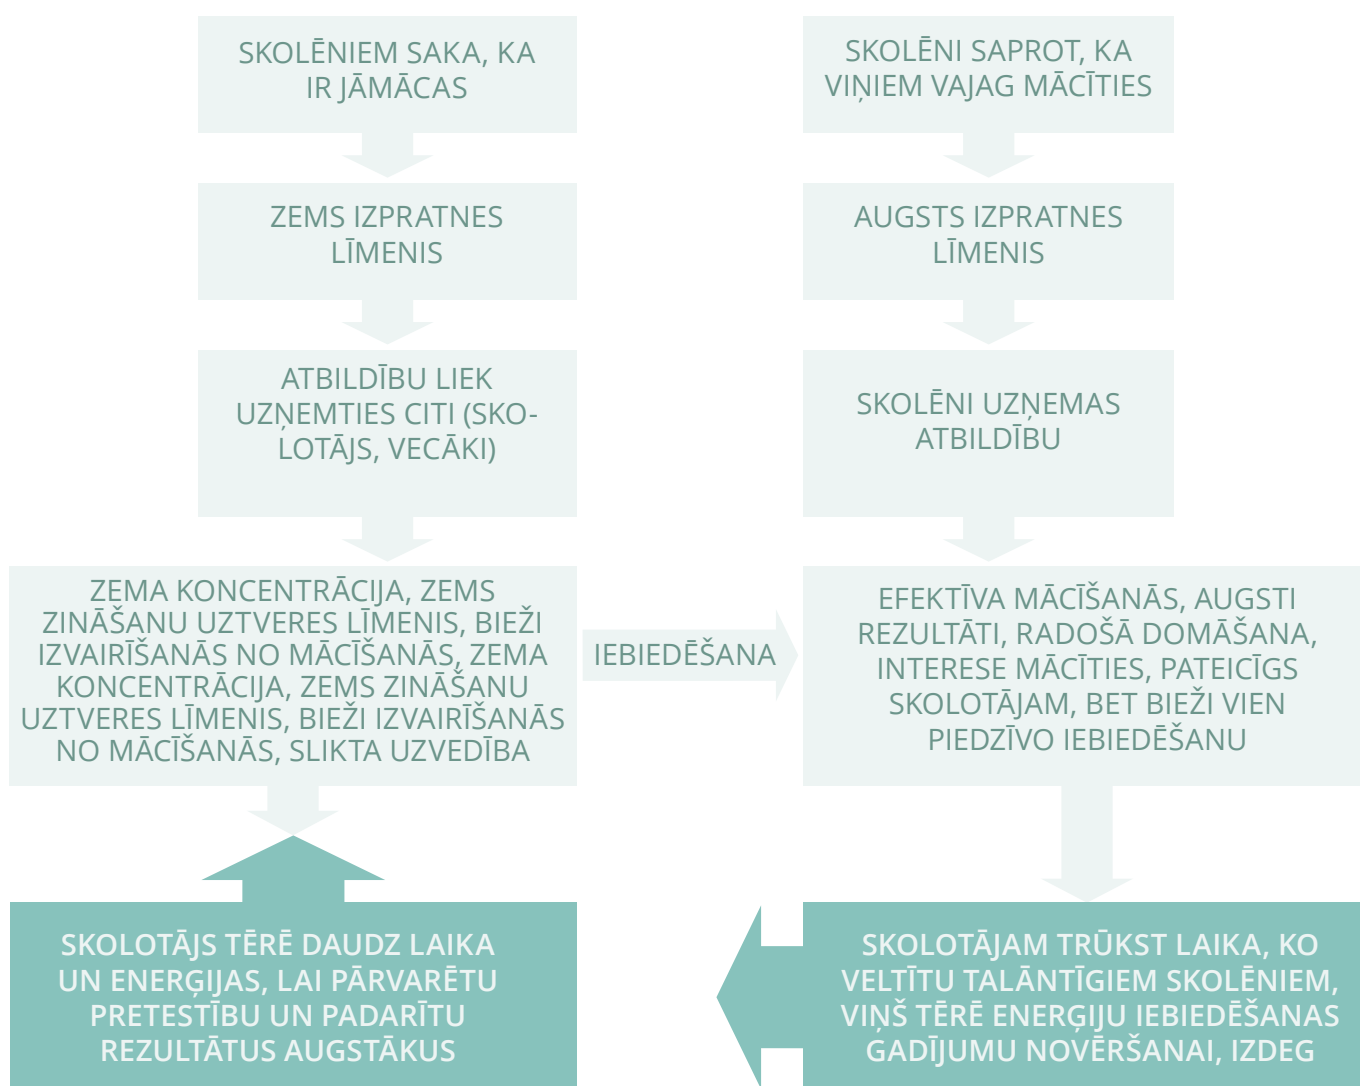 SKOLĒNIEM SAKA, KA
IR JĀMĀCAS
ZEMS IZPRATNES
LĪMENIS
ATBILDĪBU LIEK
UZŅEMTIES CITI (SKO-
LOTĀJS, VECĀKI)
ZEMA KONCENTRĀCIJA, ZEMS
ZINĀŠANU UZTVERES LĪMENIS, BIEŽI
IZVAIRĪŠANĀS NO MĀCĪŠANĀS, ZEMA
KONCENTRĀCIJA, ZEMS ZINĀŠANU
UZTVERES LĪMENIS, BIEŽI IZVAIRĪŠANĀS
NO MĀCĪŠANĀS, SLIKTA UZVEDĪBA
SKOLOTĀJS TĒRĒ DAUDZ LAIKA
UN ENERĢIJAS, LAI PĀRVARĒTU
PRETESTĪBU UN PADARĪTU
REZULTĀTUS AUGSTĀKUS
IEBIEDĒŠANA
SKOLĒNI SAPROT, KA
VIŅIEM VAJAG MĀCĪTIES
AUGSTS IZPRATNES
LĪMENIS
SKOLĒNI UZŅEMAS
ATBILDĪBU
EFEKTĪVA MĀCĪŠANĀS, AUGSTI
REZULTĀTI, RADOŠĀ DOMĀŠANA,
INTERESE MĀCĪTIES, PATEICĪGS
SKOLOTĀJAM, BET BIEŽI VIEN
PIEDZĪVO IEBIEDĒŠANU
SKOLOTĀJAM TRŪKST LAIKA, KO
VELTĪTU TALĀNTĪGIEM SKOLĒNIEM,
VIŅŠ TĒRĒ ENERĢIJU IEBIEDĒŠANAS
GADĪJUMU NOVĒRŠANAI, IZDEG